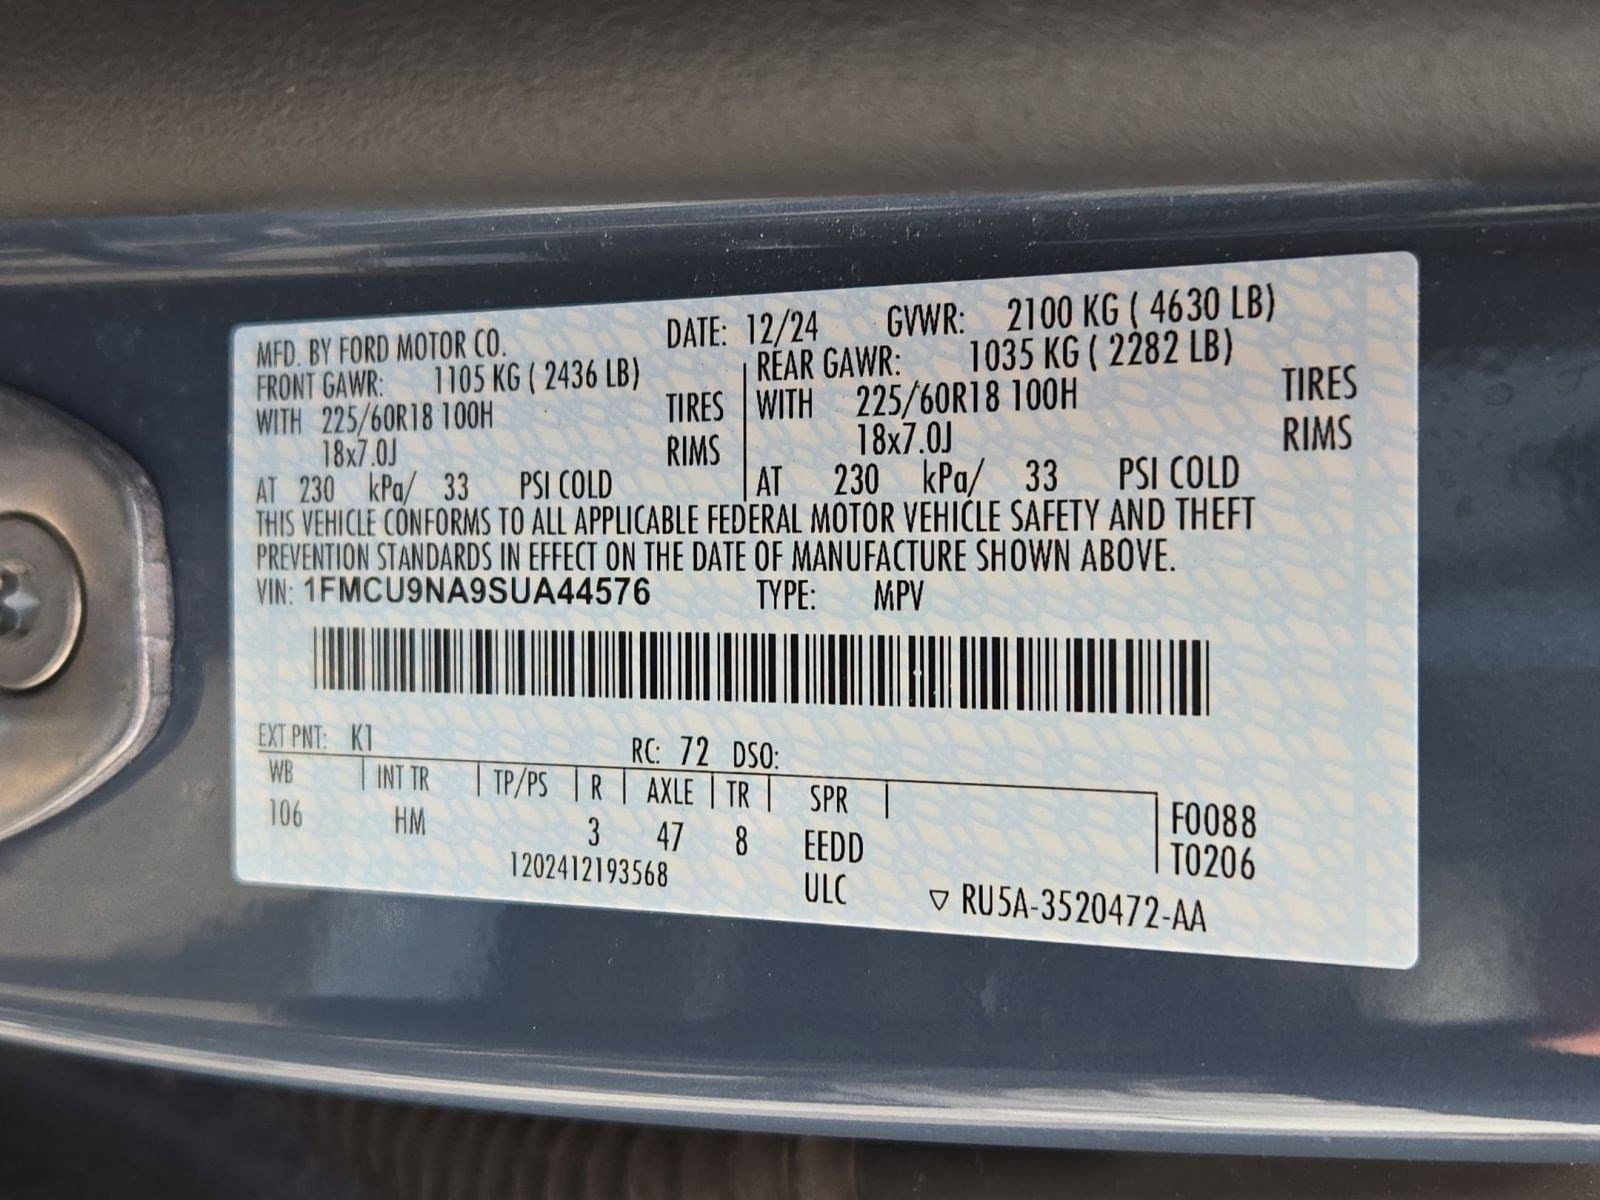 MFD. BY FORD MOTOR CO. DATE: 12/24 GVWR: 2100 KG ( 4630 LB)
FRONT GAWR: 1105 KG ( 2436 LB) REAR GAWR: 1035 KG ( 2282 LB)
WITH 225/60R18 100H TIRES WITH 225/60R18 100H TIRES
18x7.0J RIMS 18x7.0J RIMS
AT 230 kPa/ 33 PSI COLD AT 230 kPa/ 33 PSI COLD
THIS VEHICLE CONFORMS TO ALL APPLICABLE FEDERAL MOTOR VEHICLE SAFETY AND THEFT
PREVENTION STANDARDS IN EFFECT ON THE DATE OF MANUFACTURE SHOWN ABOVE.
VIN: 1FMCU9NA9SUA44576 TYPE: MPV
EXT PNT: K1 RC: 72 DSO:
WB INT TR TP/PS R AXLE TR SPR
106 HM 3 47 8 EEDD F0088
1202412193568 ULC T0206
▽ RU5A-3520472-AA